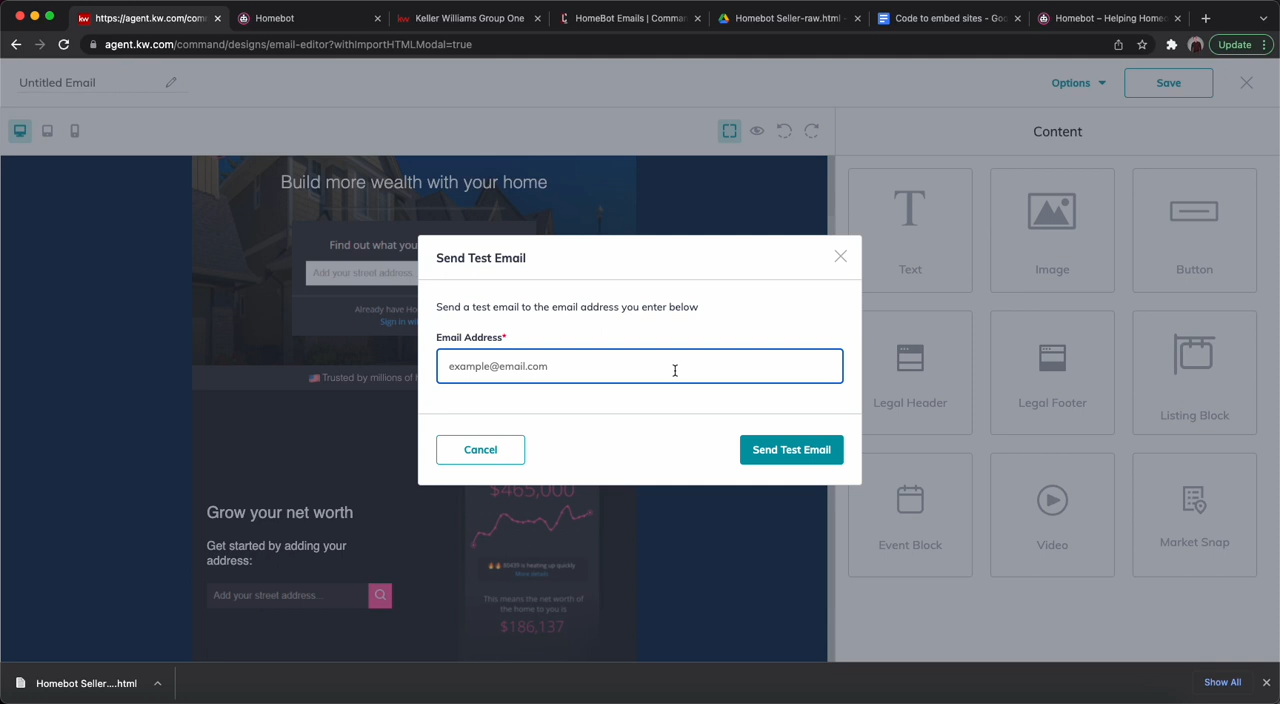 https://agent.kw.com/com
Homebot
Keller Williams Group One
HomeBot Emails | Comman
Homebot Seller-raw.html -
Code to embed sites - Goo
Homebot – Helping Home
agent.kw.com/command/designs/email-editor?withImportHTMLModal=true
Update
Untitled Email
Options
Save
Content
Build more wealth with your home
Find out what you
Add your street address
Already have Ho
Sign in wi
Trusted by millions of
Send Test Email
Send a test email to the email address you enter below
Email Address*
example@email.com
Cancel
Send Test Email
Text
Image
Button
Legal Header
Legal Footer
Listing Block
Event Block
Video
Market Snap
$465,000
Grow your net worth
Get started by adding your
address:
Add your street address...
is heating up quickly
This means the net worth of
the home to you is
$186,137
Homebot Seller....html
Show All